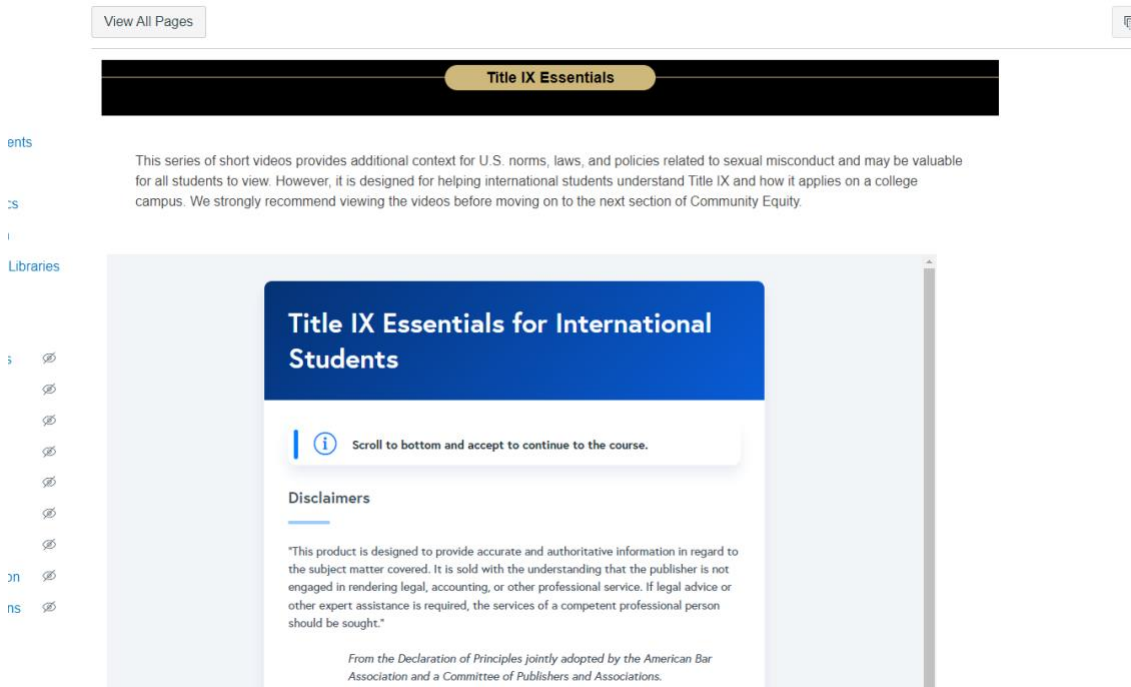 View All Pages
Title IX Essentials
ents
This series of short videos provides additional context for U.S. norms, laws, and policies related to sexual misconduct and may be valuable
for all students to view. However, it is designed for helping international students understand Title IX and how it applies on a college
campus. We strongly recommend viewing the videos before moving on to the next section of Community Equity.
cs
Libraries
Title IX Essentials for International
Students
s
Scroll to bottom and accept to continue to the course.
Disclaimers
"This product is designed to provide accurate and authoritative information in regard to
the subject matter covered. It is sold with the understanding that the publisher is not
engaged in rendering legal, accounting, or other professional service. If legal advice or
other expert assistance is required, the services of a competent professional person
should be sought."
on
ns
From the Declaration of Principles jointly adopted by the American Bar
Association and a Committee of Publishers and Associations.